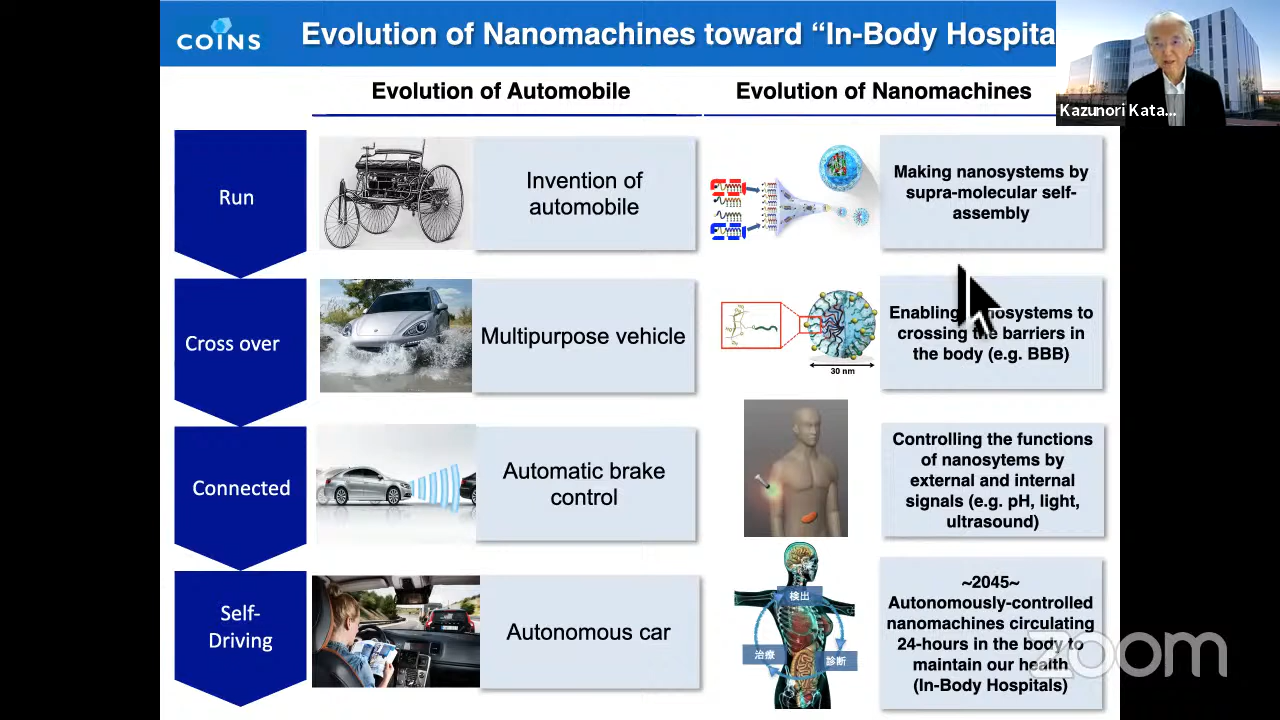 COINS
Evolution of Nanomachines toward “In-Body Hospita
Kazunori Kata...
Evolution of Automobile
Evolution of Nanomachines
Run
Invention of
automobile
Making nanosystems by
supra-molecular self-
assembly
Cross over
Multipurpose vehicle
30 nm
Enabling nanosystems to
crossing the barriers in
the body (e.g. BBB)
Connected
Automatic brake
control
Controlling the functions
of nanosytems by
external and internal
signals (e.g. pH, light,
ultrasound)
Self-
Driving
Autonomous car
検出
治療
診断
~2045~
Autonomously-controlled
nanomachines circulating
24-hours in the body to
maintain our health
(In-Body Hospitals)
zoom